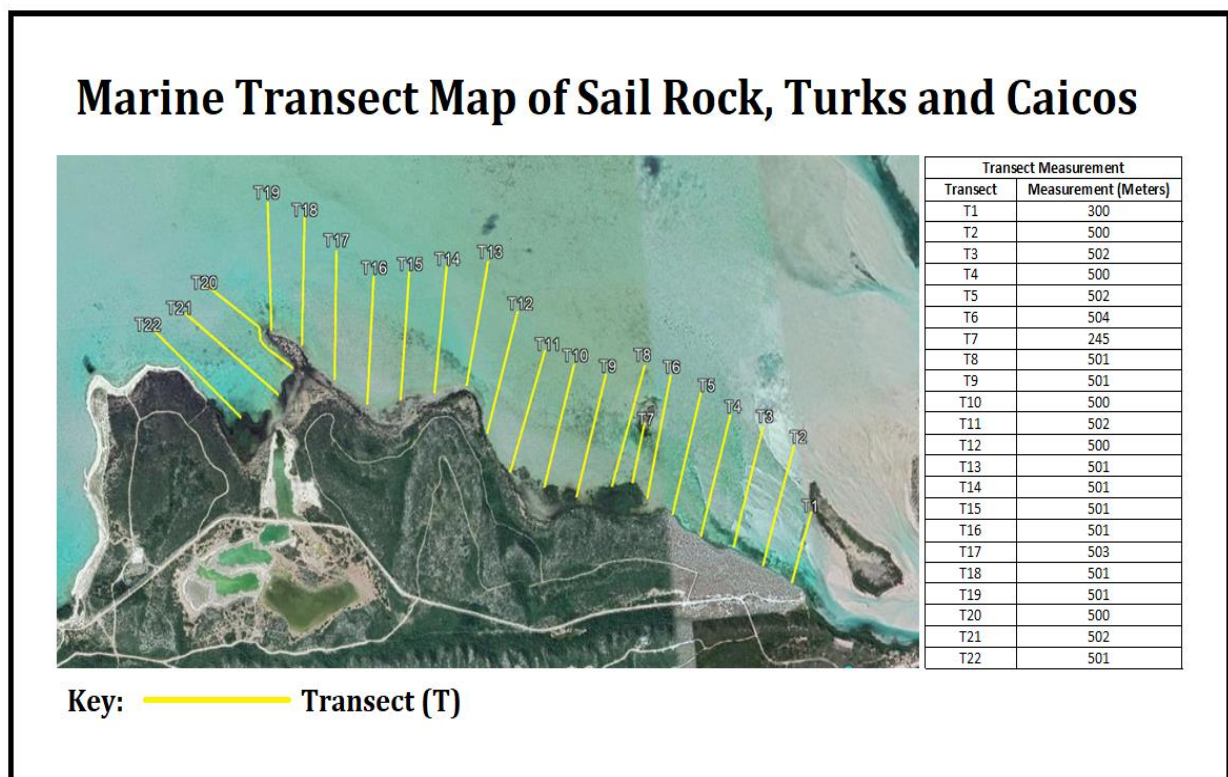 Marine Transect Map of Sail Rock, Turks and Caicos
T19
T18
T17
T16
T15
T14
T13
T20
T21
T22
T12
T11
T10
T9
T8
T6
T7
T5
T4
T3
T2
T1
Transect Measurement
Transect Measurement (Meters)
T1 300
T2 500
T3 502
T4 500
T5 502
T6 504
T7 245
T8 501
T9 501
T10 500
T11 502
T12 500
T13 501
T14 501
T15 501
T16 501
T17 503
T18 501
T19 501
T20 500
T21 502
T22 501
Key: Transect (T)